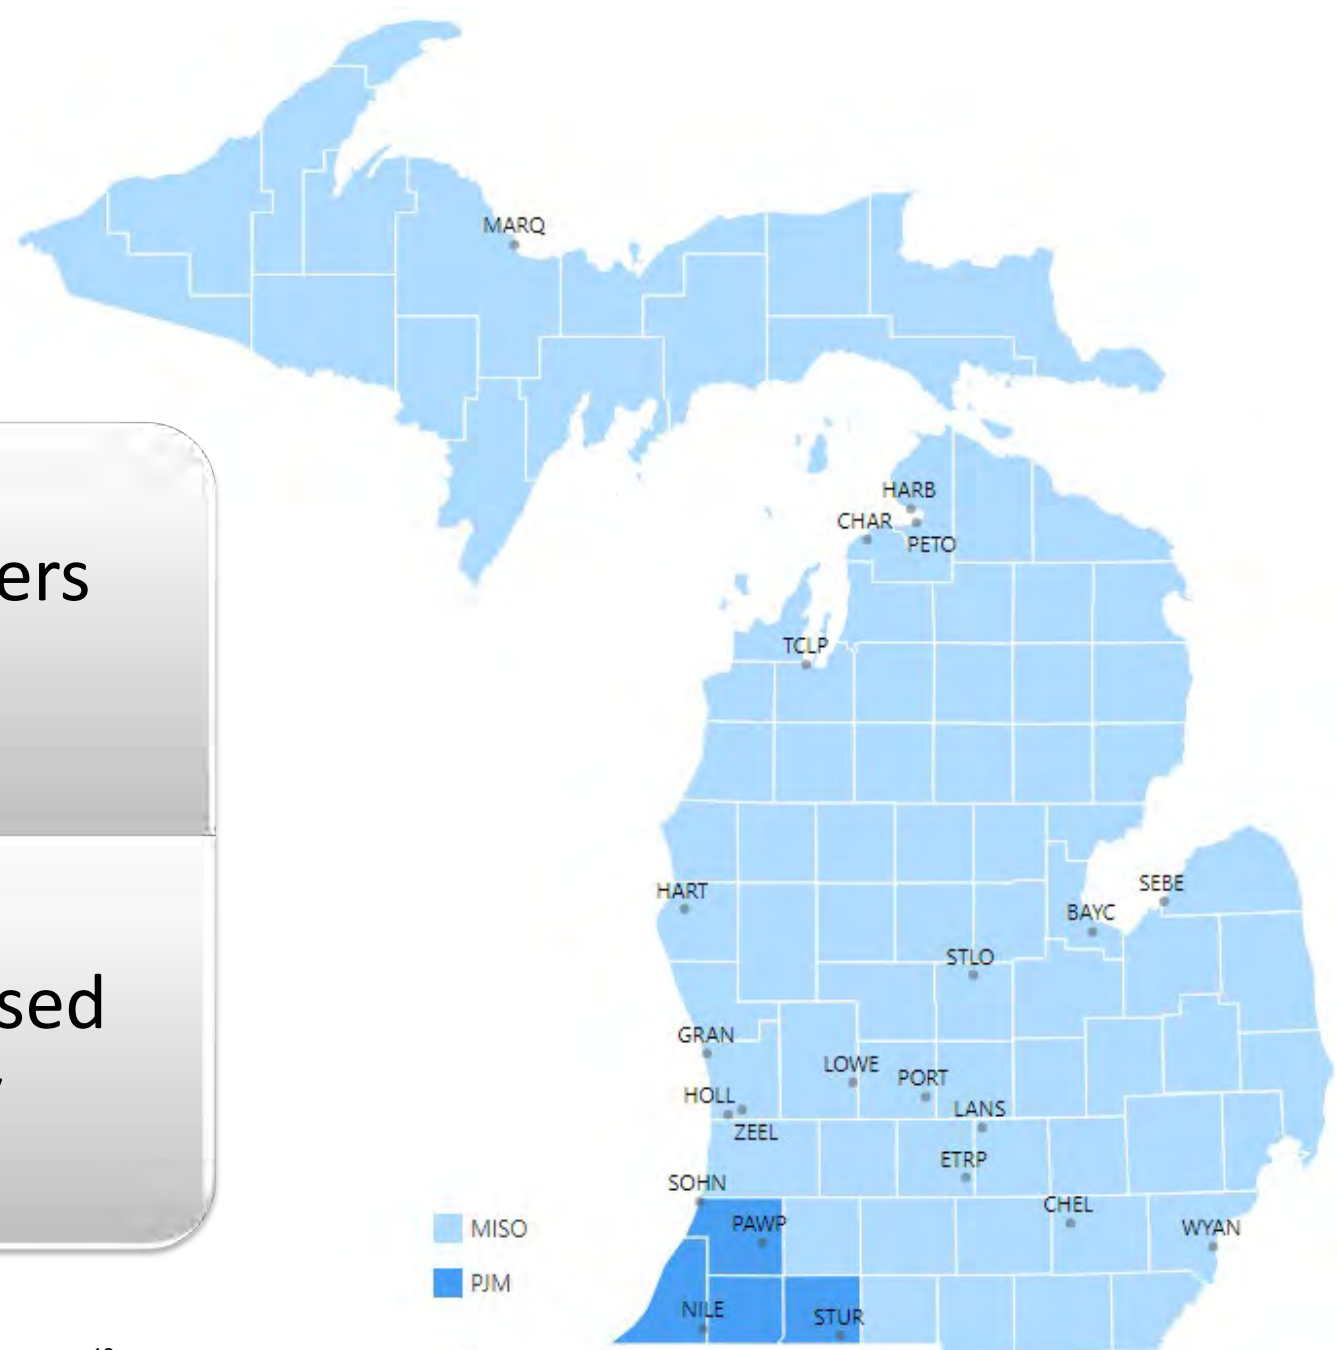 MARQ
HARB
CHAR
PETO
ers
TCLP
HART
SEBE
BAYC
STLO
sed
GRAN
LOWE
PORT
HOLL
LANS
ZEEL
ETRP
SOHN
CHEL
PAWP
WYAN
MISO
PJM
NILE
STUR